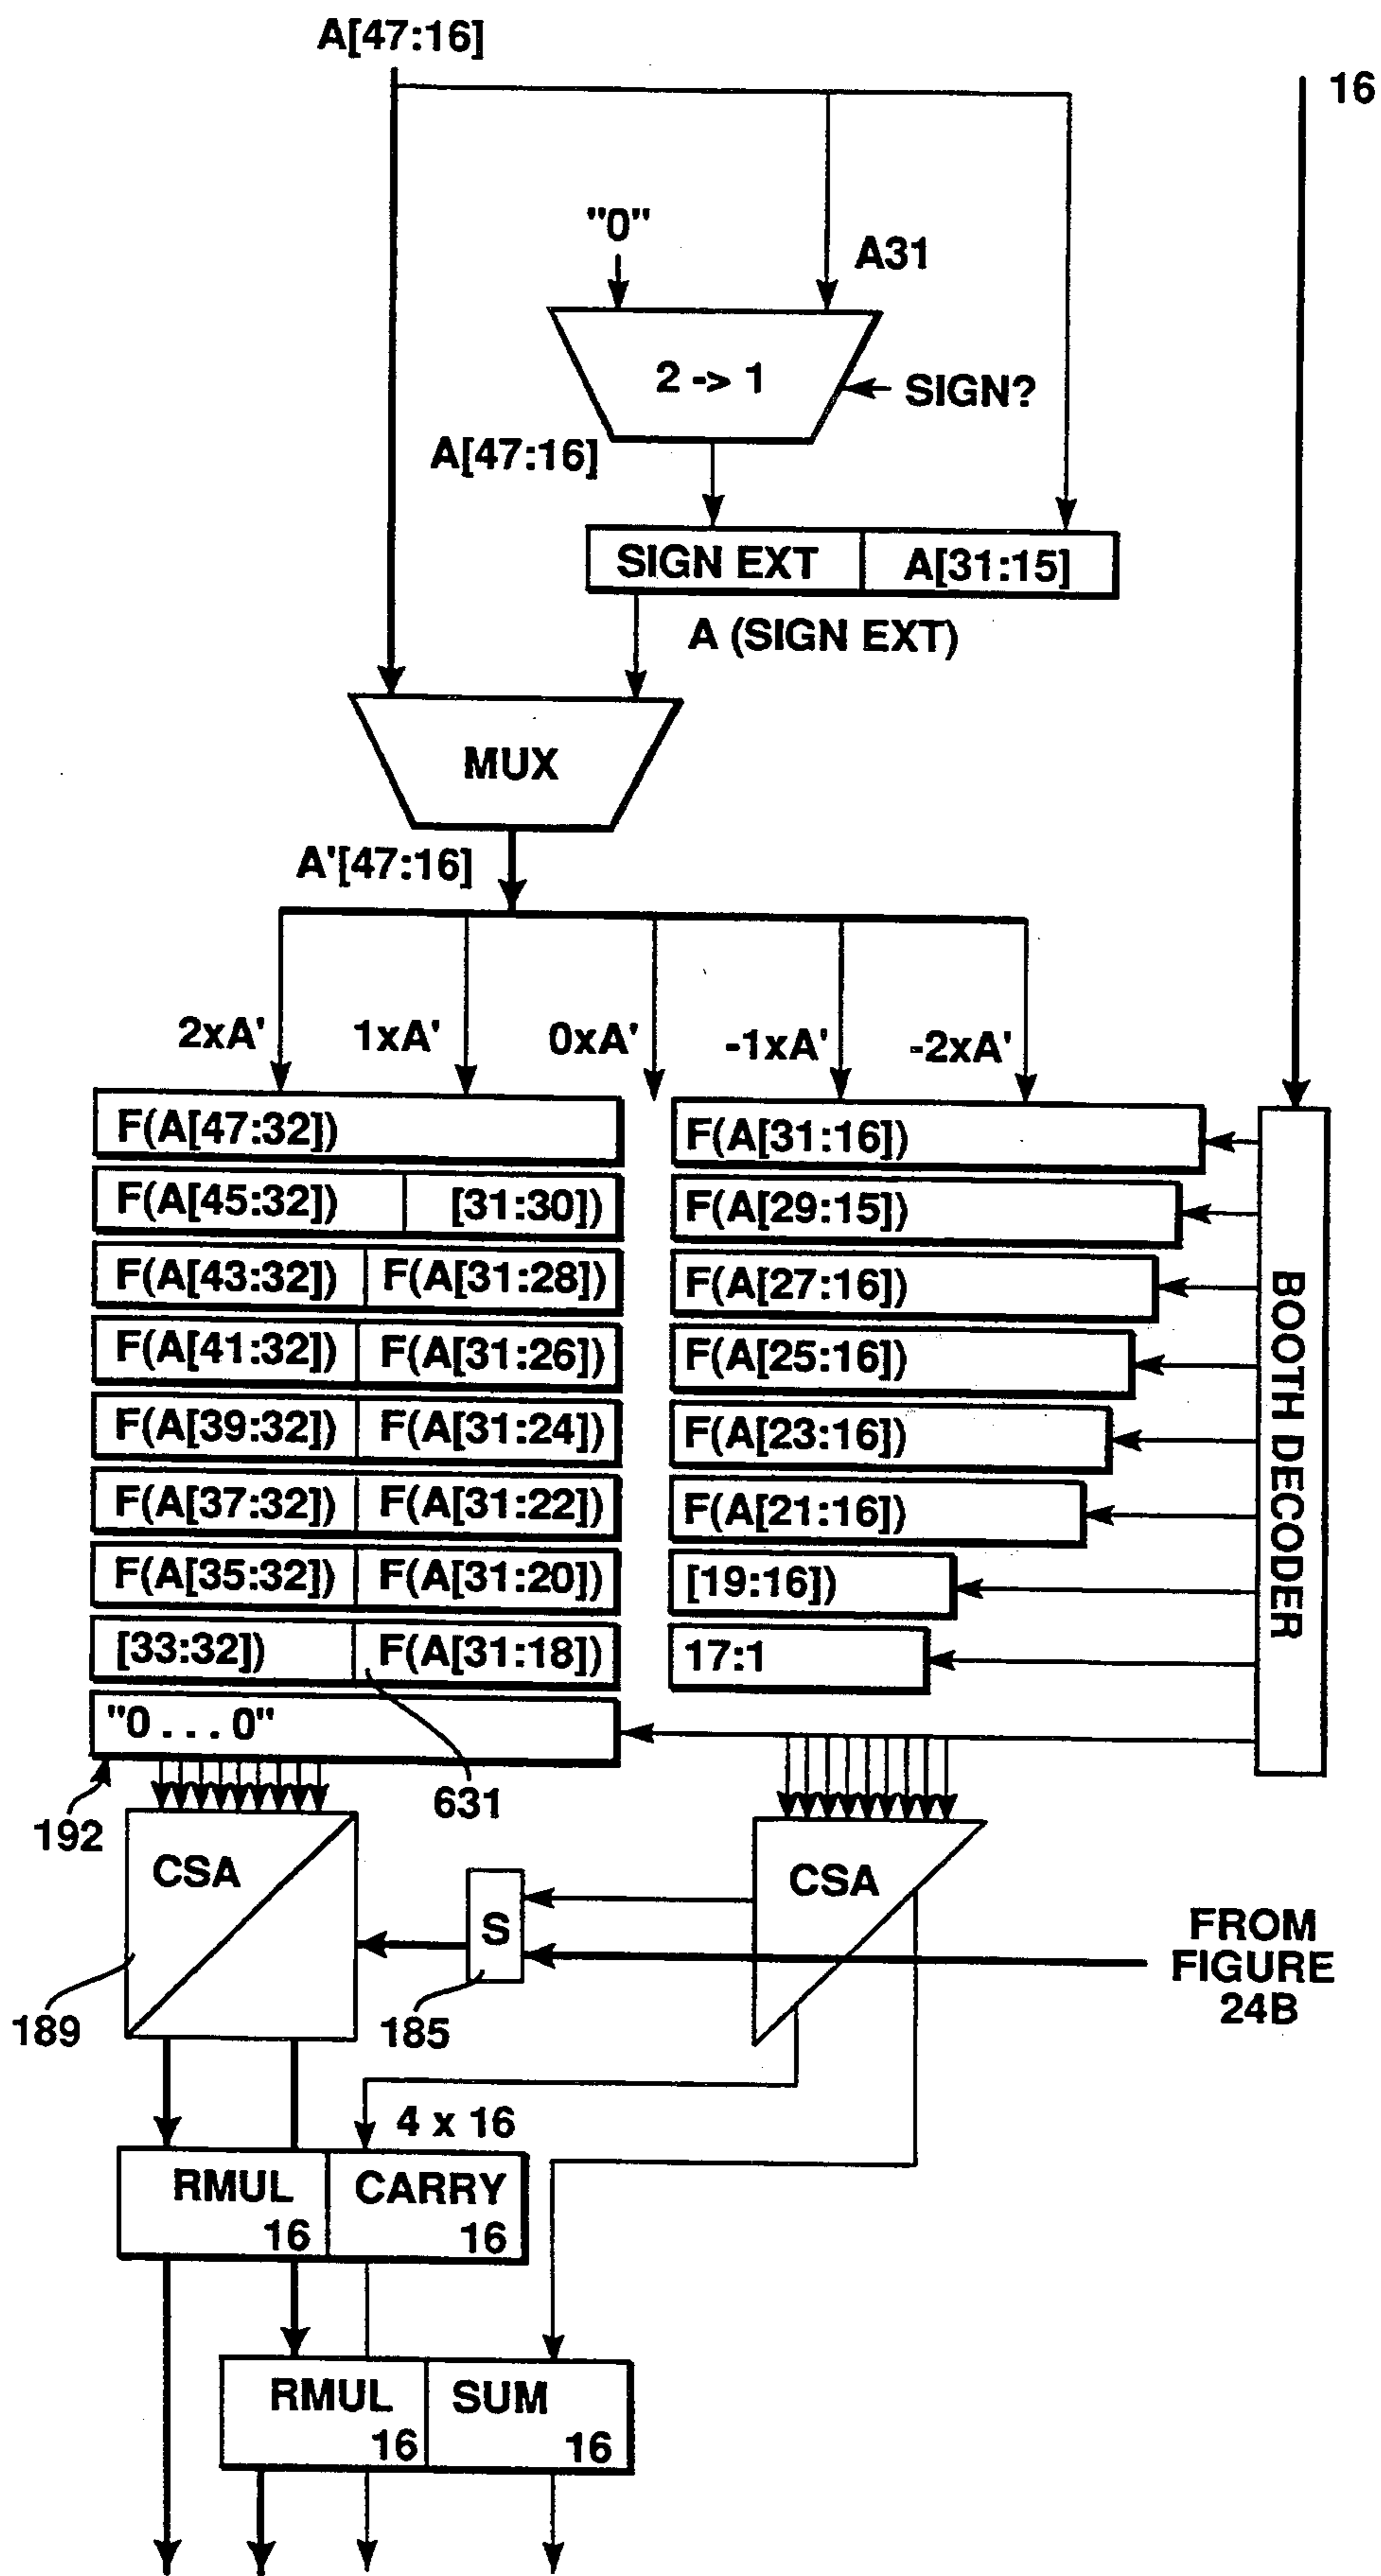 A[47:16]
16
"0"
A31
2 -> 1
SIGN?
A[47:16]
SIGN EXT
A[31:15]
A (SIGN EXT)
MUX
A'[47:16]
2xA'
1xA'
0xA'
-1xA'
-2xA'
F(A[47:32])
F(A[31:16])
F(A[45:32])
[31:30])
F(A[29:15])
F(A[43:32])
F(A[31:28])
F(A[27:16])
F(A[41:32])
F(A[31:26])
F(A[25:16])
F(A[39:32])
F(A[31:24])
F(A[23:16])
F(A[37:32])
F(A[31:22])
F(A[21:16])
F(A[35:32])
F(A[31:20])
[19:16])
[33:32])
F(A[31:18])
17:1
BOOTH DECODER
"0 . . . 0"
631
192
CSA
CSA
S
FROM
FIGURE
24B
189
185
4 x 16
RMUL
16
CARRY
16
RMUL
16
SUM
16